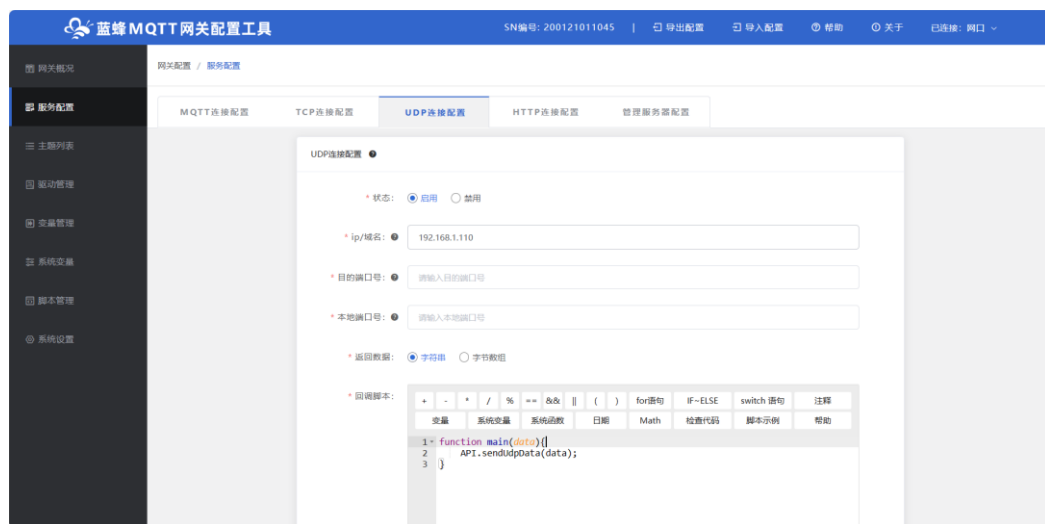 蓝蜂MQTT网关配置工具 SN编号: 200121011045 | 导出配置 导入配置 帮助 关于 已连接: 网口
网关概况 网关配置 / 服务配置
服务配置 MQTT连接配置 TCP连接配置 UDP连接配置 HTTP连接配置 管理服务器配置
主题列表
UDP连接配置
驱动管理
* 状态: 启用 禁用
变量管理
* ip/域名: 192.168.1.110
系统变量
* 目的端口号: 请输入目的端口号
脚本管理
* 本地端口号: 请输入本地端口号
系统设置
* 返回数据: 字符串 字节数组
* 回调脚本: + - * / % == && || ( ) for语句 IF~ELSE switch 语句 注释
变量 系统变量 系统函数 日期 Math 检查代码 脚本示例 帮助
1 function main(data){
2 API.sendUdpData(data);
3 }